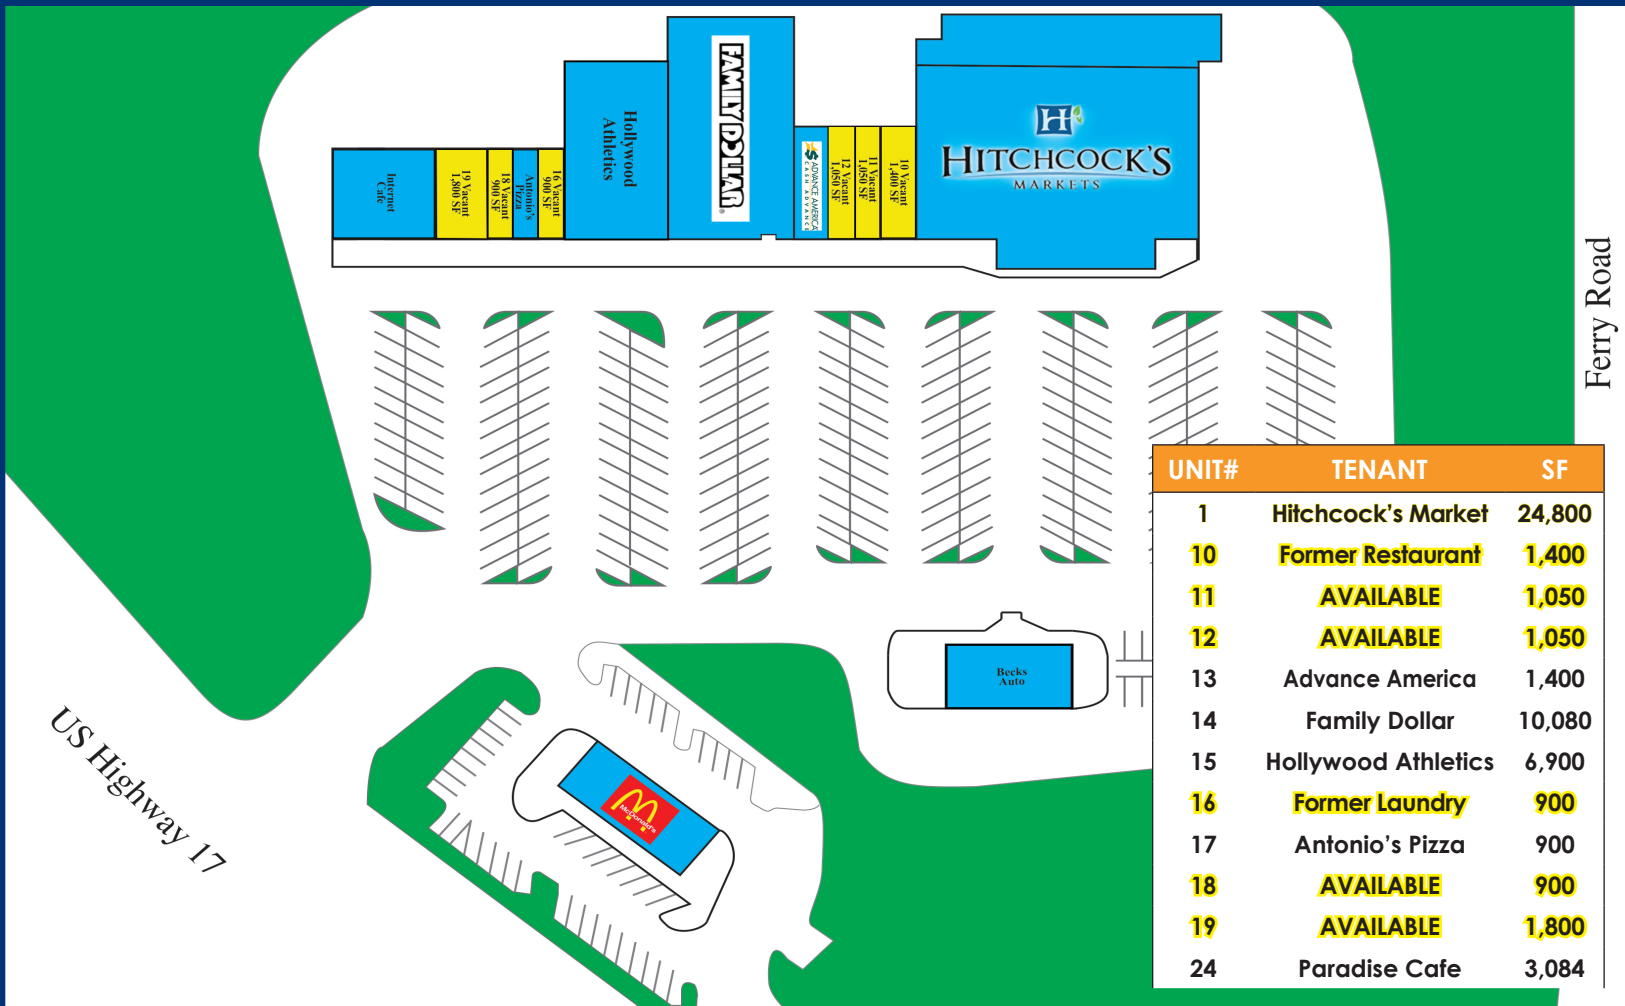 Internet
Cafe
19 Vacant
1,800 SF
18 Vacant
900 SF
Antonio's
Pizza
16 Vacant
900 SF
Hollywood
Athletics
FAMILY DOLLAR
ADVANCE AMERICA
CASH ADVANCE
12 Vacant
1,050 SF
11 Vacant
1,050 SF
10 Vacant
1,400 SF
H
HITCHCOCK'S
MARKETS
Ferry Road
US Highway 17
McDonald's
Becks
Auto
UNIT# TENANT SF
1 Hitchcock's Market 24,800
10 Former Restaurant 1,400
11 AVAILABLE 1,050
12 AVAILABLE 1,050
13 Advance America 1,400
14 Family Dollar 10,080
15 Hollywood Athletics 6,900
16 Former Laundry 900
17 Antonio's Pizza 900
18 AVAILABLE 900
19 AVAILABLE 1,800
24 Paradise Cafe 3,084